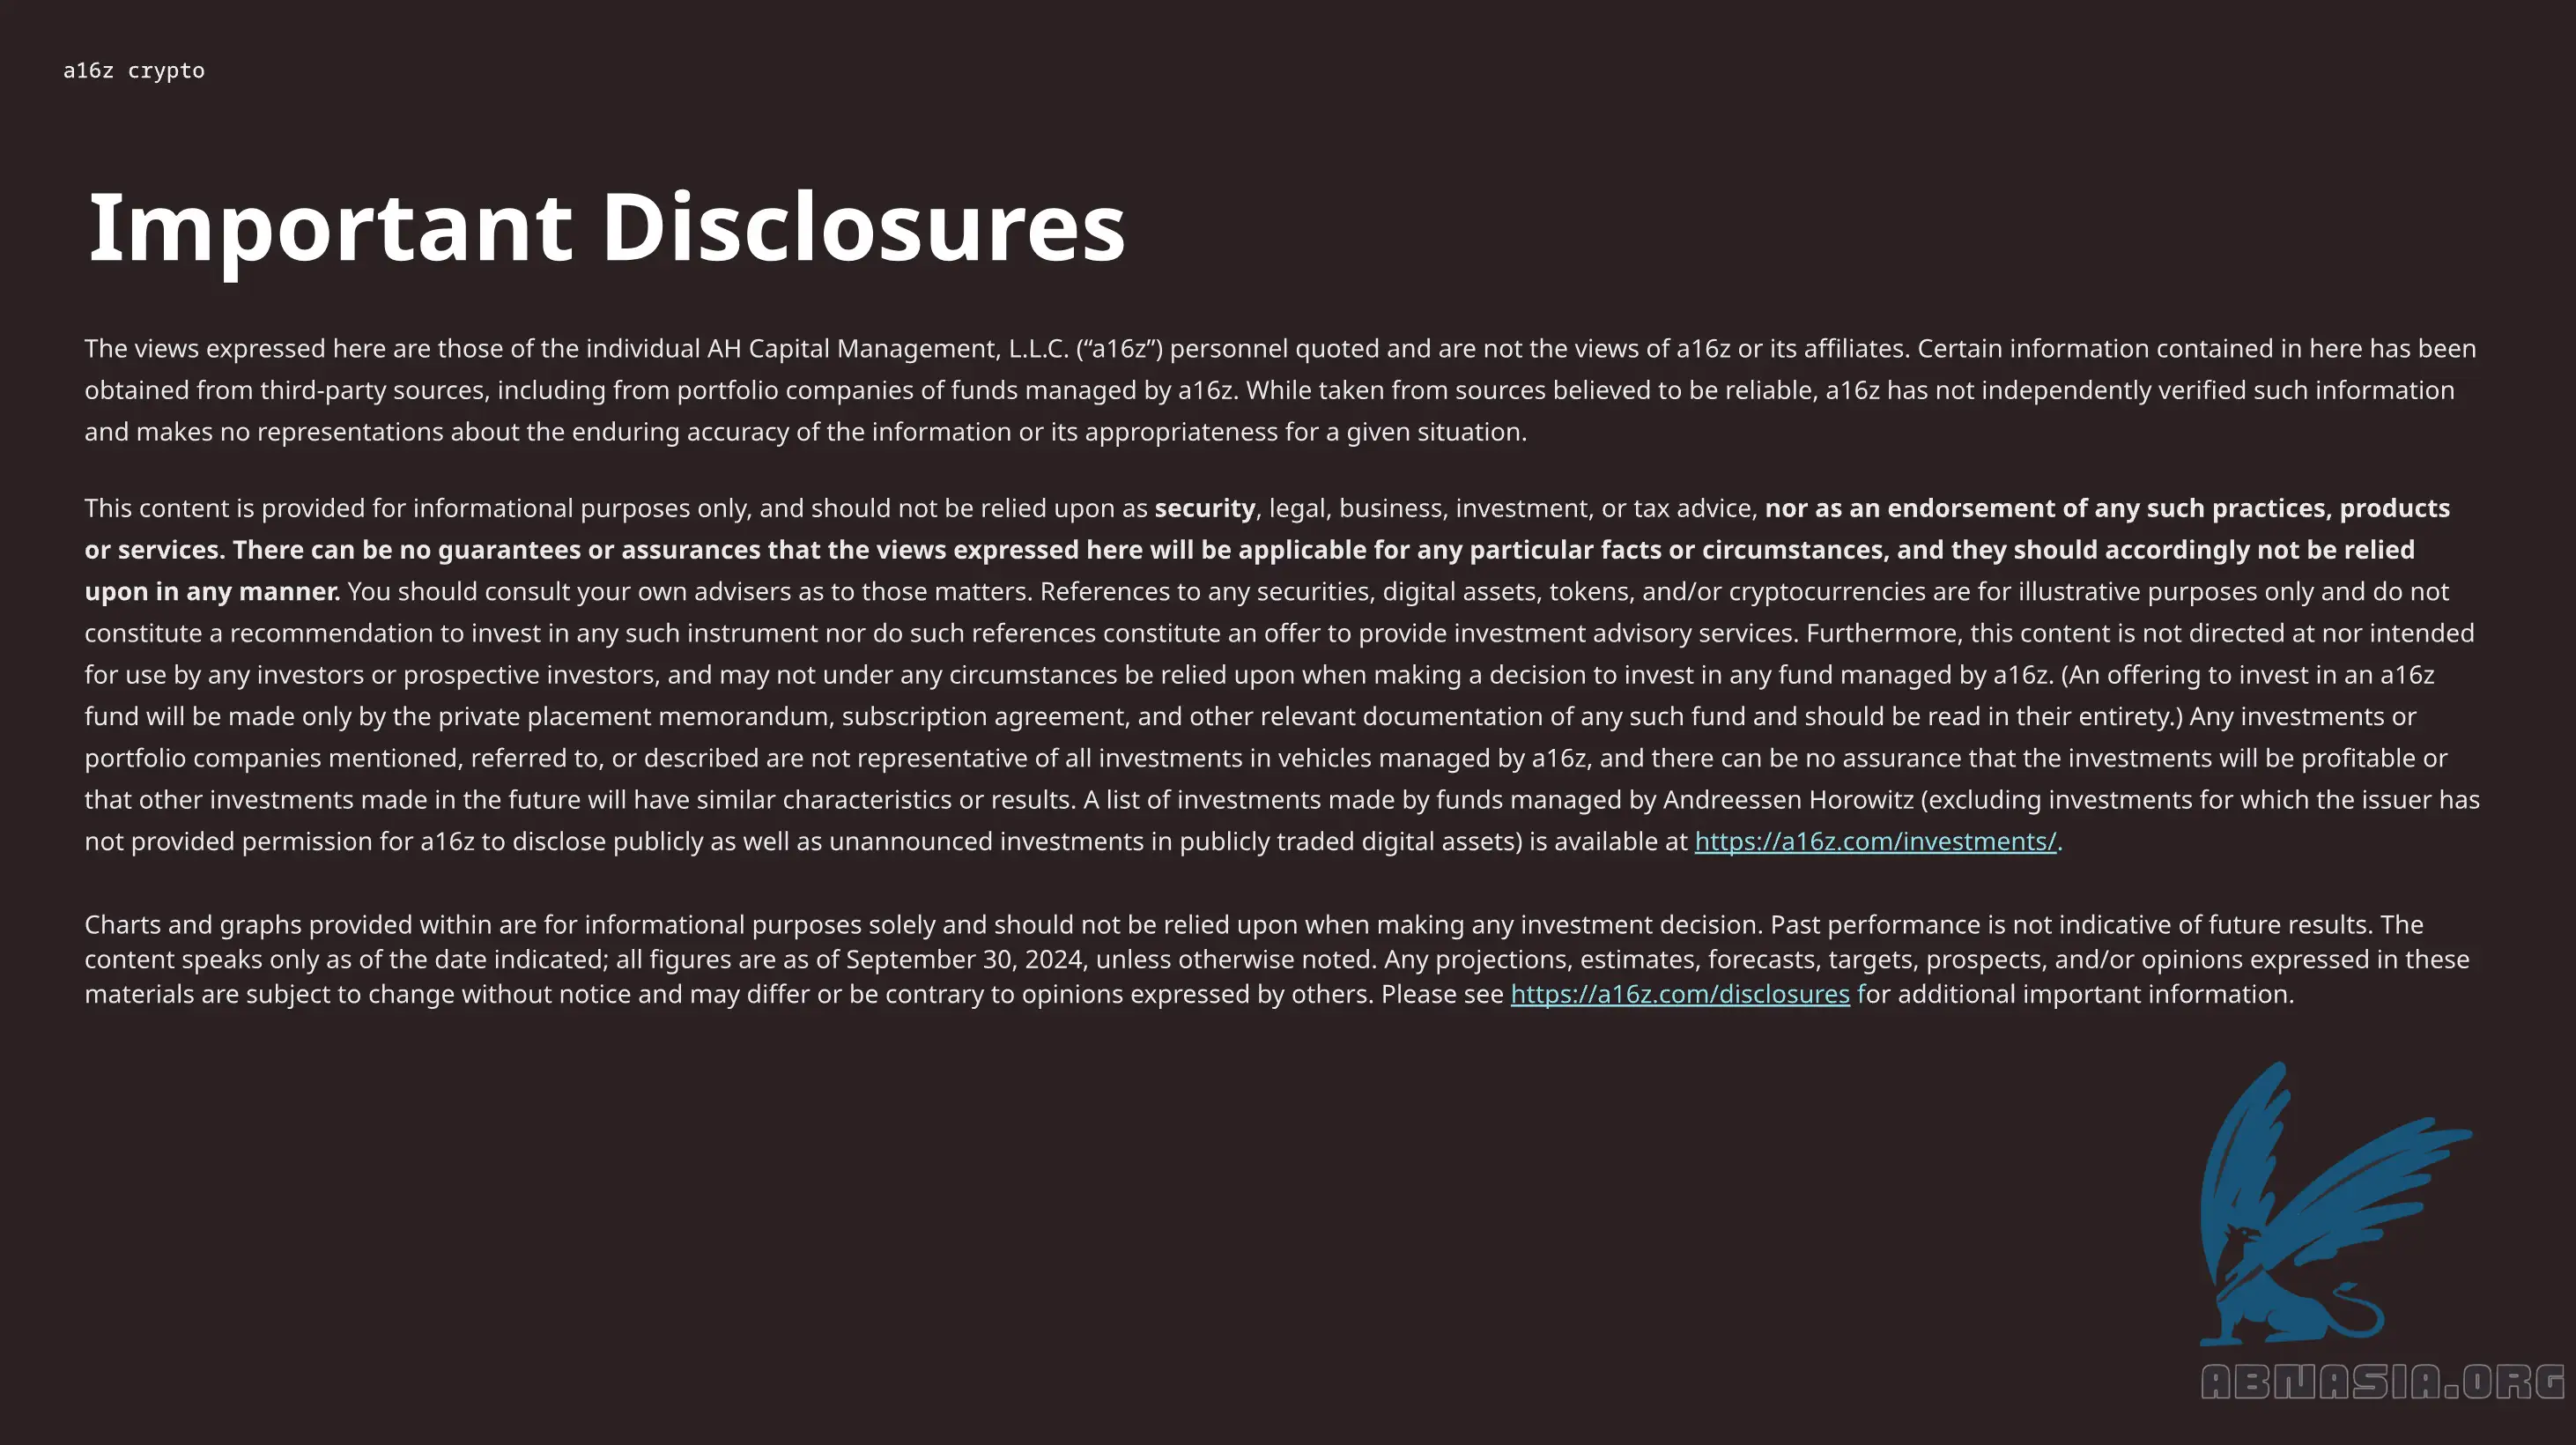 a16z crypto
Important Disclosures
The views expressed here are those of the individual AH Capital Management, L.L.C. (“a16z”) personnel quoted and are not the views of a16z or its affiliates. Certain information contained in here has been
obtained from third-party sources, including from portfolio companies of funds managed by a16z. While taken from sources believed to be reliable, a16z has not independently verified such information
and makes no representations about the enduring accuracy of the information or its appropriateness for a given situation.
This content is provided for informational purposes only, and should not be relied upon as security, legal, business, investment, or tax advice, nor as an endorsement of any such practices, products
or services. There can be no guarantees or assurances that the views expressed here will be applicable for any particular facts or circumstances, and they should accordingly not be relied
upon in any manner. You should consult your own advisers as to those matters. References to any securities, digital assets, tokens, and/or cryptocurrencies are for illustrative purposes only and do not
constitute a recommendation to invest in any such instrument nor do such references constitute an offer to provide investment advisory services. Furthermore, this content is not directed at nor intended
for use by any investors or prospective investors, and may not under any circumstances be relied upon when making a decision to invest in any fund managed by a16z. (An offering to invest in an a16z
fund will be made only by the private placement memorandum, subscription agreement, and other relevant documentation of any such fund and should be read in their entirety.) Any investments or
portfolio companies mentioned, referred to, or described are not representative of all investments in vehicles managed by a16z, and there can be no assurance that the investments will be profitable or
that other investments made in the future will have similar characteristics or results. A list of investments made by funds managed by Andreessen Horowitz (excluding investments for which the issuer has
not provided permission for a16z to disclose publicly as well as unannounced investments in publicly traded digital assets) is available at https://a16z.com/investments/.
Charts and graphs provided within are for informational purposes solely and should not be relied upon when making any investment decision. Past performance is not indicative of future results. The
content speaks only as of the date indicated; all figures are as of September 30, 2024, unless otherwise noted. Any projections, estimates, forecasts, targets, prospects, and/or opinions expressed in these
materials are subject to change without notice and may differ or be contrary to opinions expressed by others. Please see https://a16z.com/disclosures for additional important information.
ABNASIA.ORG